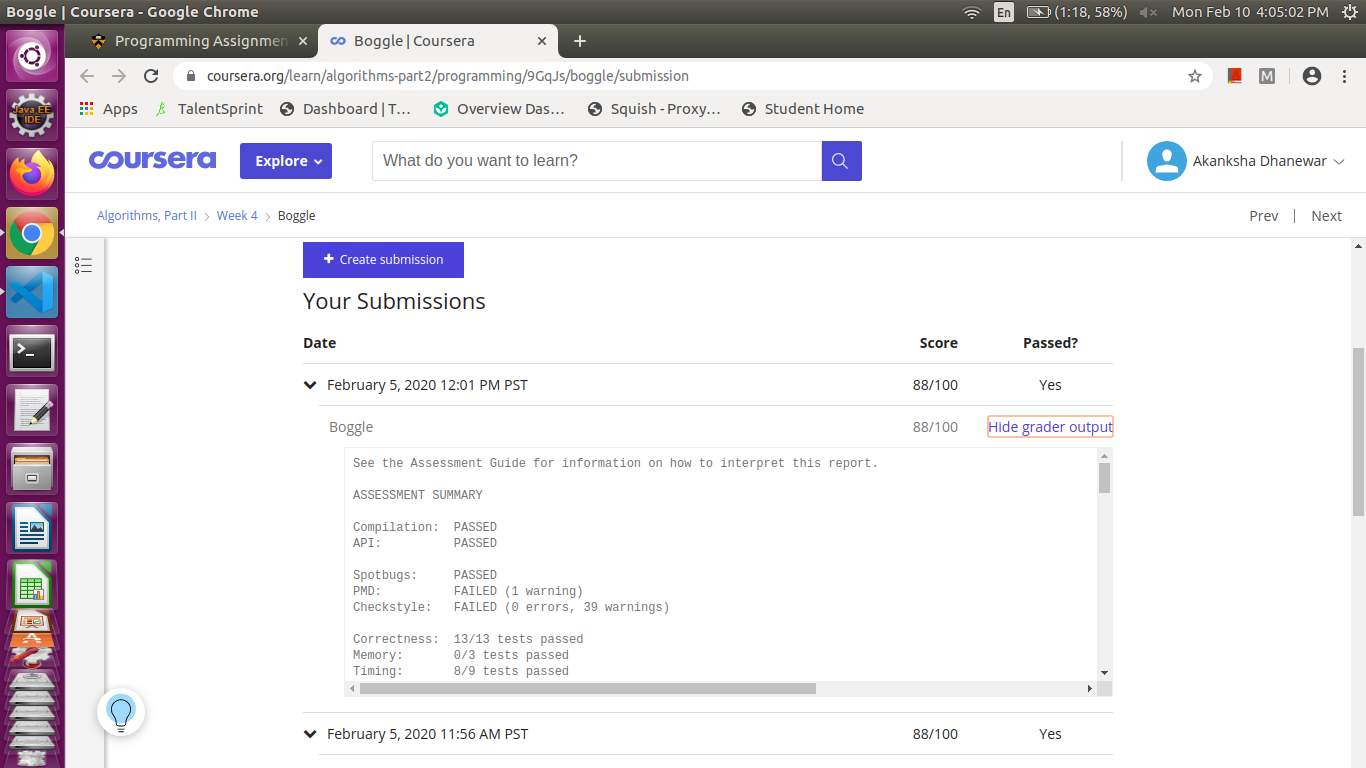 Boggle | Coursera - Google Chrome
En
(1:18, 58%)
Mon Feb 10 4:05:02 PM
Programming Assignmen
Boggle | Coursera
coursera.org/learn/algorithms-part2/programming/9GqJs/boggle/submission
M
Apps
TalentSprint
Dashboard | T...
Overview Das...
Squish - Proxy...
Student Home
Java EE
IDE
coursera
Explore
What do you want to learn?
Akanksha Dhanewar
Algorithms, Part II > Week 4 > Boggle
Prev | Next
+ Create submission
Your Submissions
Date Score Passed?
February 5, 2020 12:01 PM PST 88/100 Yes
Boggle 88/100 Hide grader output
See the Assessment Guide for information on how to interpret this report.
ASSESSMENT SUMMARY
Compilation: PASSED
API: PASSED
Spotbugs: PASSED
PMD: FAILED (1 warning)
Checkstyle: FAILED (0 errors, 39 warnings)
Correctness: 13/13 tests passed
Memory: 0/3 tests passed
Timing: 8/9 tests passed
February 5, 2020 11:56 AM PST 88/100 Yes